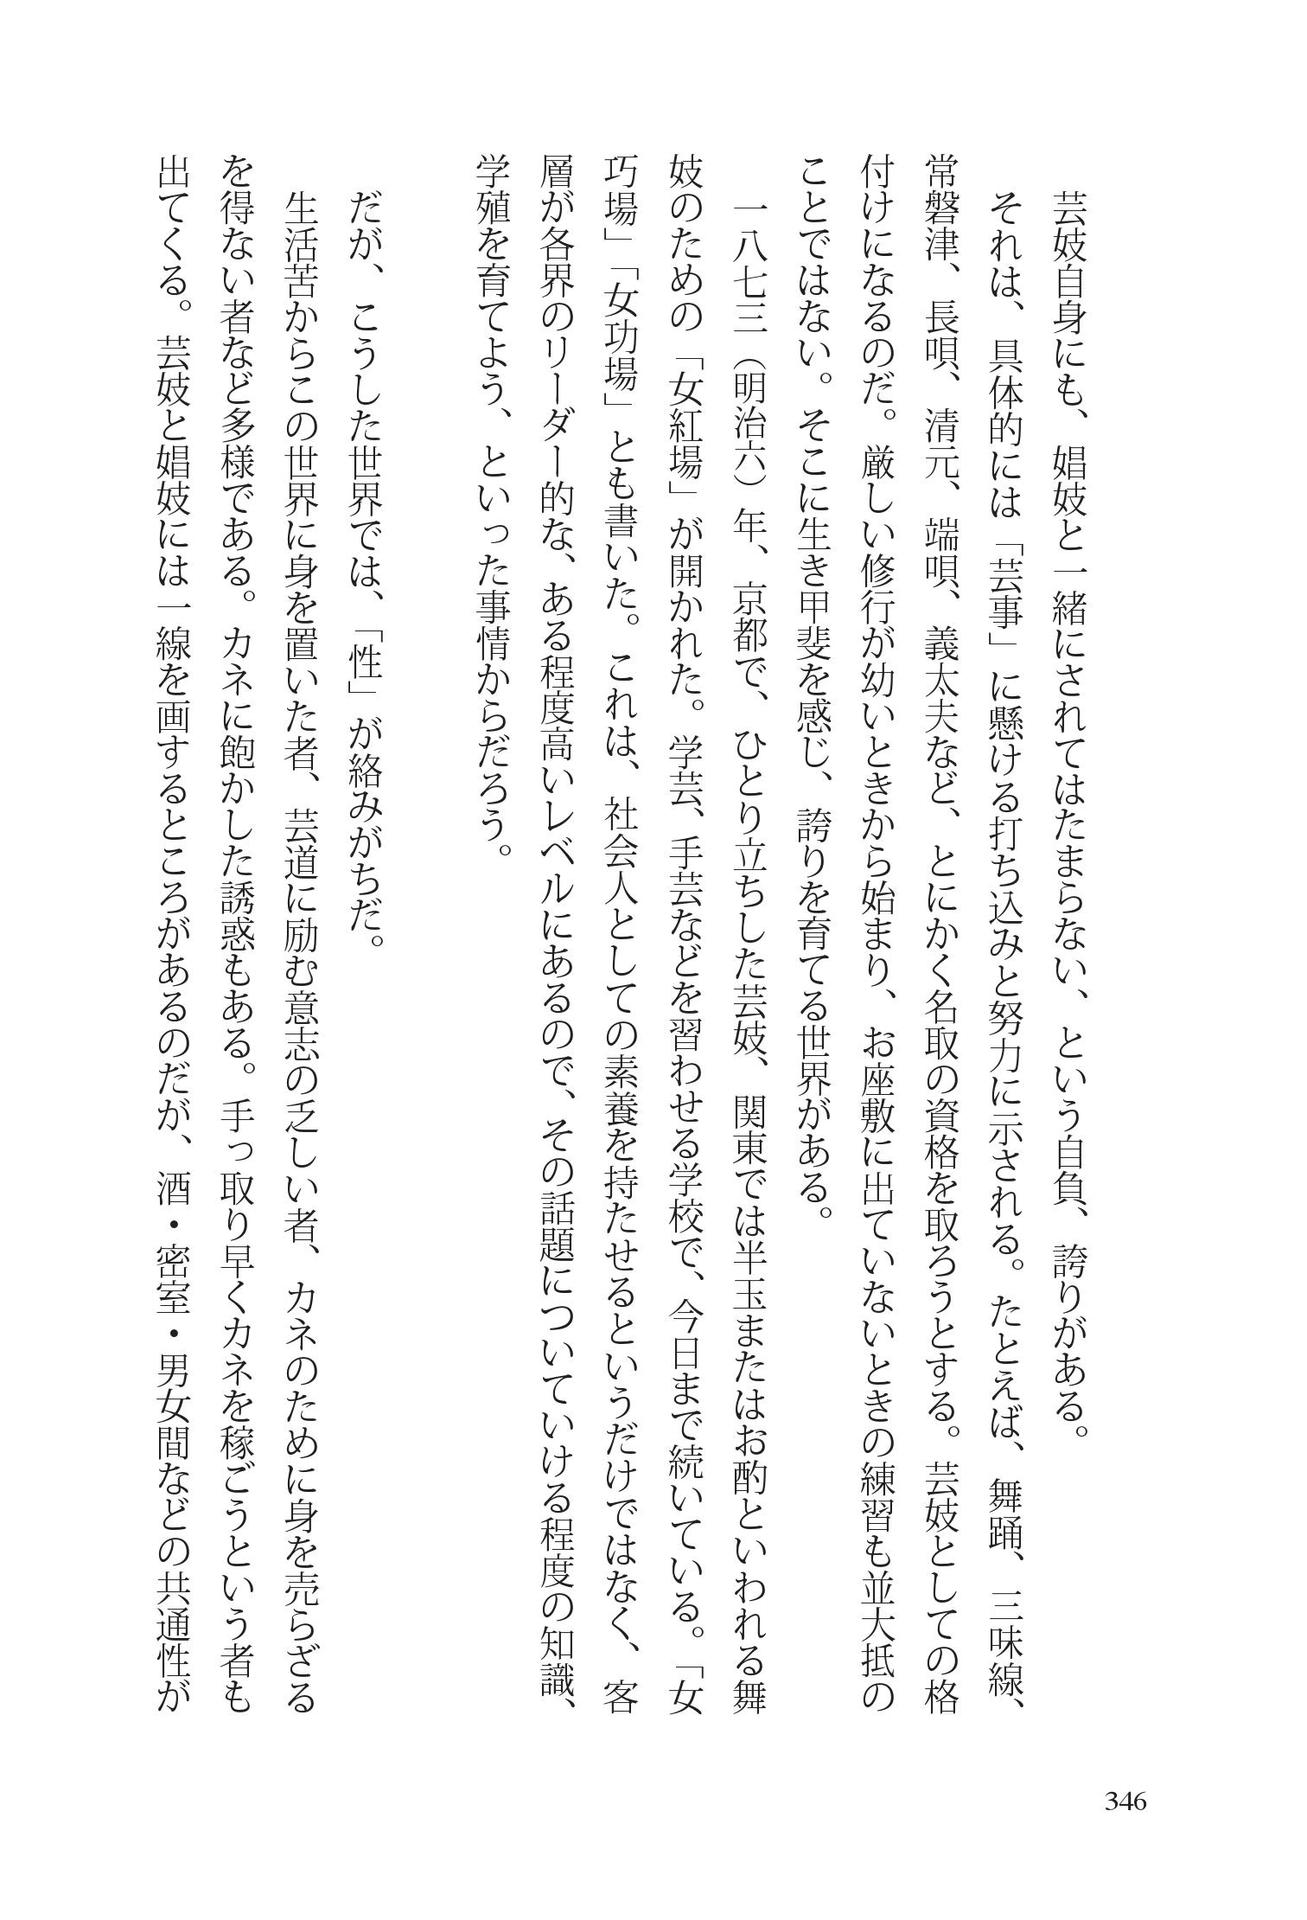 芸妓自身にも、娼妓と一緒にされてはたまらない、という自負、誇りがある。
それは、具体的には「芸事」に懸ける打ち込みと努力に示される。たとえば、舞踊、三味線、
常磐津、長唄、清元、端唄、義太夫など、とにかく名取の資格を取ろうとする。芸妓としての格
付けになるのだ。厳しい修行が幼いときから始まり、お座敷に出ていないときの練習も並大抵の
ことではない。そこに生き甲斐を感じ、誇りを育てる世界がある。
一八七三（明治六）年、京都で、ひとり立ちした芸妓、関東では半玉またはお酌といわれる舞
妓のための「女紅場」が開かれた。学芸、手芸などを習わせる学校で、今日まで続いている。「女
巧場」「女功場」とも書いた。これは、社会人としての素養を持たせるというだけではなく、客
層が各界のリーダー的な、ある程度高いレベルにあるので、その話題についていける程度の知識、
学殖を育てよう、といった事情からだろう。
だが、こうした世界では、「性」が絡みがちだ。
生活苦からこの世界に身を置いた者、芸道に励む意志の乏しい者、カネのために身を売らざる
を得ない者など多様である。カネに飽かした誘惑もある。手っ取り早くカネを稼ごうという者も
出てくる。芸妓と娼妓には一線を画するところがあるのだが、酒・密室・男女間などの共通性が
346